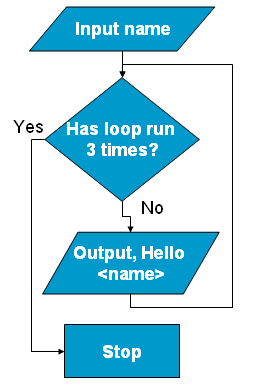 Input name
Yes
Has loop run
3 times?
No
Output, Hello
<name>
Stop